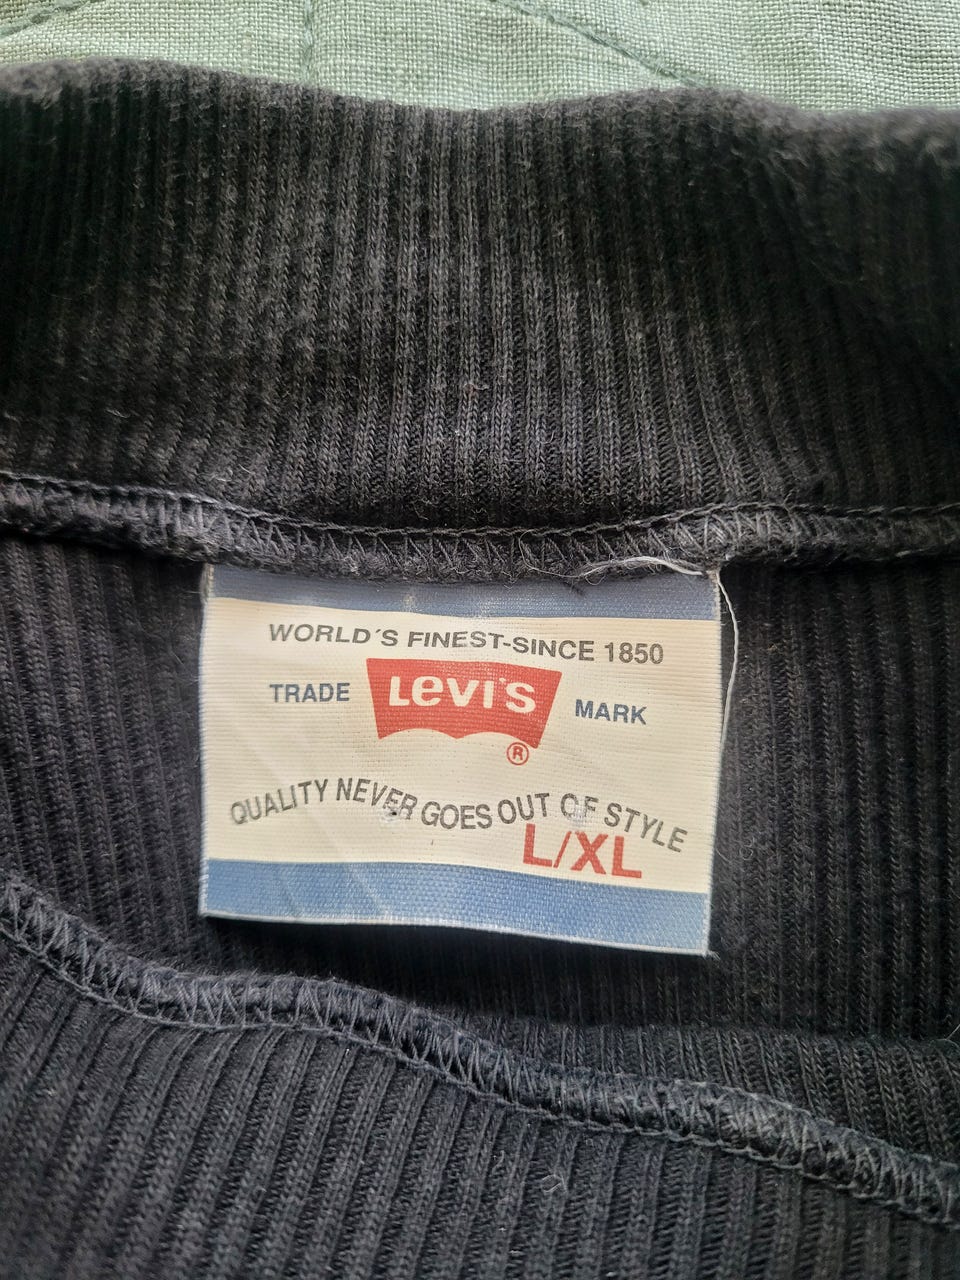 WORLD´S FINEST-SINCE 1850
TRADE LEVI'S MARK
®
QUALITY NEVER GOES OUT OF STYLE
L/XL